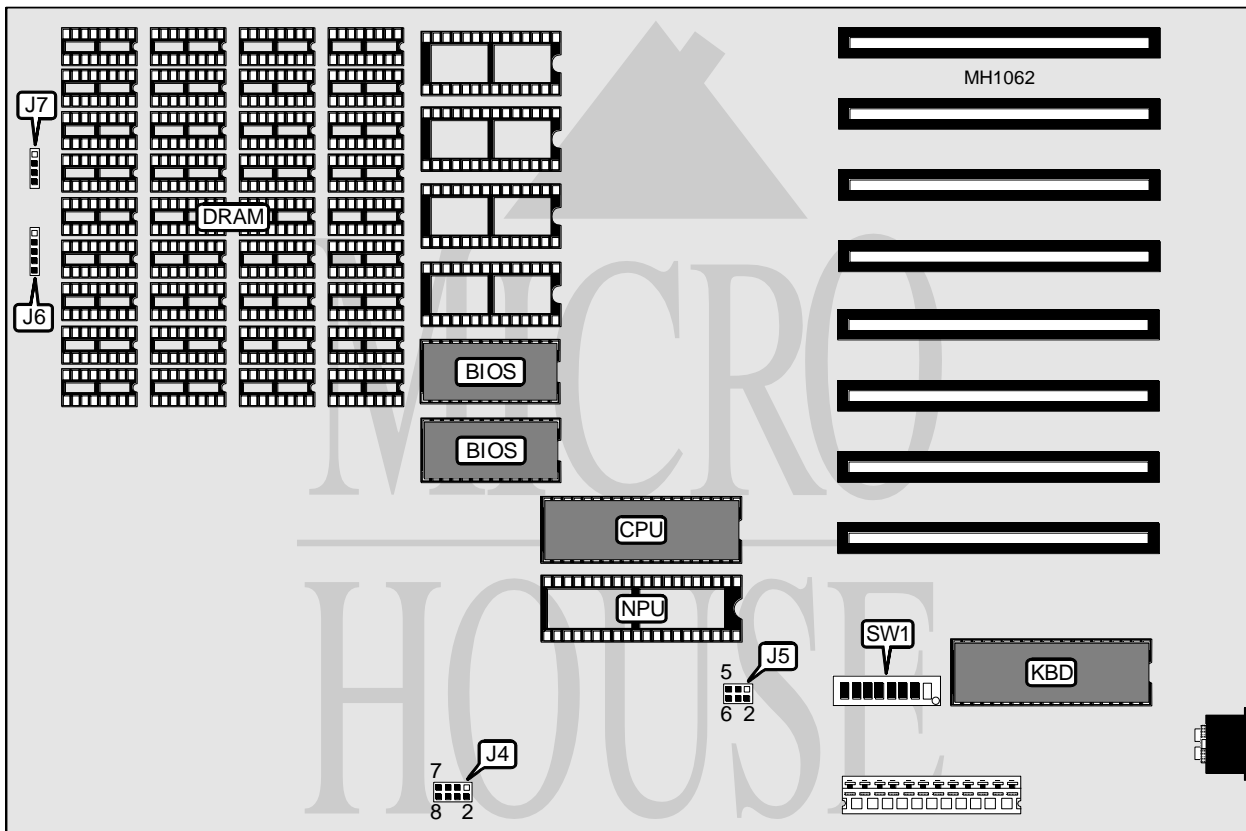 MH1062
J7
DRAM
J6
BIOS
BIOS
CPU
NPU
SW1
J5
5
6 2
KBD
J4
7
8 2
MICRO
HOUSE